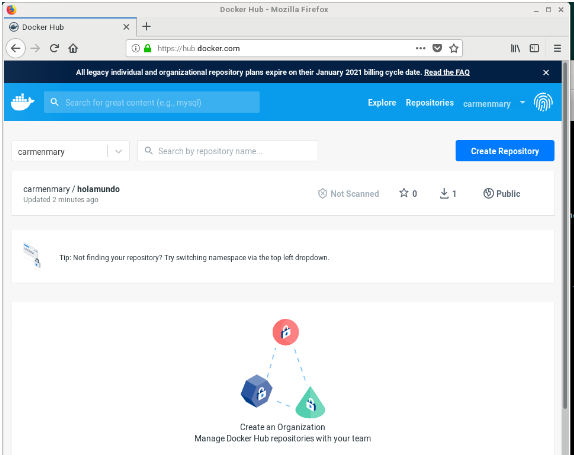 Docker Hub - Mozilla Firefox
Docker Hub
https://hub.docker.com
All legacy individual and organizational repository plans expire on their January 2021 billing cycle date. Read the FAQ
Search for great content (e.g., mysql)
Explore
Repositories
carmenmary
carmenmary
Search by repository name...
Create Repository
carmenmary / holamundo
Updated 2 minutes ago
Not Scanned
0
1
Public
Tip: Not finding your repository? Try switching namespace via the top left dropdown.
Create an Organization
Manage Docker Hub repositories with your team